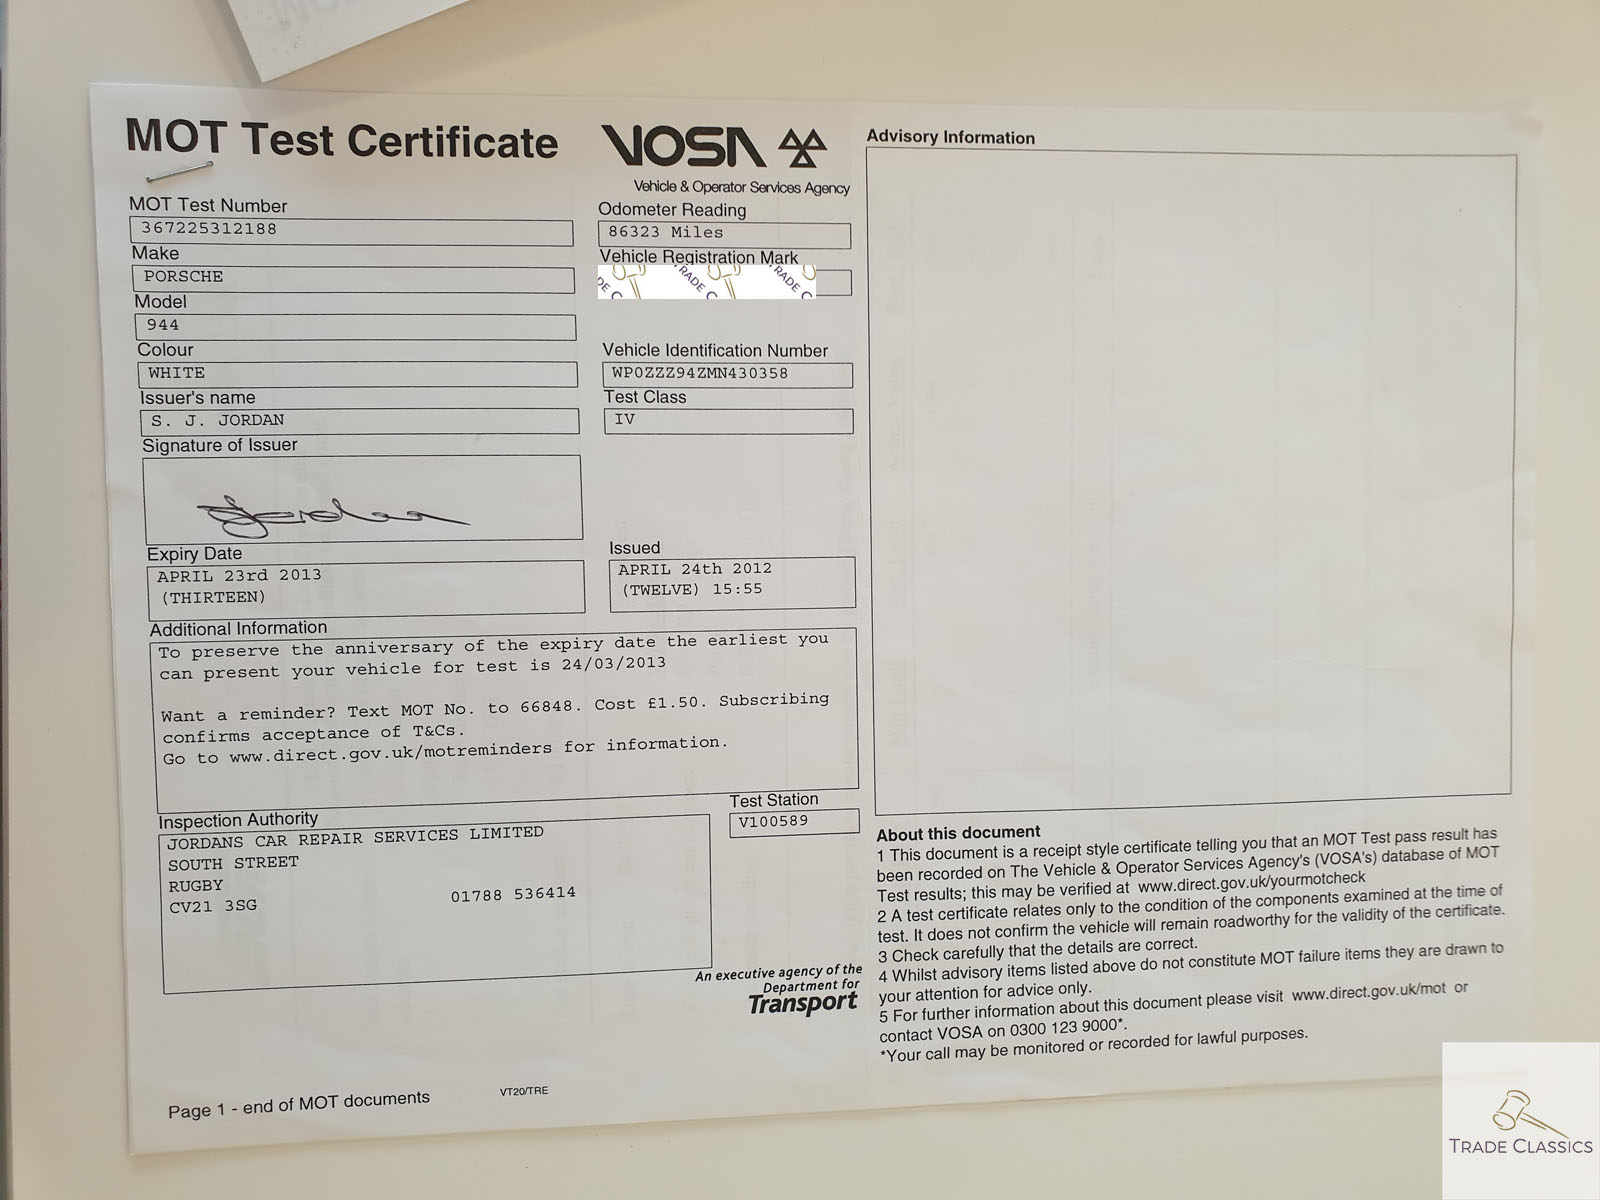 MOT Test Certificate
VOSA
Vehicle & Operator Services Agency
MOT Test Number
367225312188
Odometer Reading
86323 Miles
Make
PORSCHE
Vehicle Registration Mark
DE C TRADE C TRADE C
Model
944
Colour
WHITE
Vehicle Identification Number
WP0ZZZ94ZMN430358
Issuer's name
S. J. JORDAN
Test Class
IV
Signature of Issuer
SJordan
Expiry Date
APRIL 23rd 2013
(THIRTEEN)
Issued
APRIL 24th 2012
(TWELVE) 15:55
Additional Information
To preserve the anniversary of the expiry date the earliest you
can present your vehicle for test is 24/03/2013
Want a reminder? Text MOT No. to 66848. Cost £1.50. Subscribing
confirms acceptance of T&Cs.
Go to www.direct.gov.uk/motreminders for information.
Inspection Authority
JORDANS CAR REPAIR SERVICES LIMITED
SOUTH STREET
RUGBY
CV21 3SG 01788 536414
Test Station
V100589
An executive agency of the
Department for
Transport
Page 1 - end of MOT documents
VT20/TRE
Advisory Information
About this document
1 This document is a receipt style certificate telling you that an MOT Test pass result has
been recorded on The Vehicle & Operator Services Agency's (VOSA's) database of MOT
Test results; this may be verified at www.direct.gov.uk/yourmotcheck
2 A test certificate relates only to the condition of the components examined at the time of
test. It does not confirm the vehicle will remain roadworthy for the validity of the certificate.
3 Check carefully that the details are correct.
4 Whilst advisory items listed above do not constitute MOT failure items they are drawn to
your attention for advice only.
5 For further information about this document please visit www.direct.gov.uk/mot or
contact VOSA on 0300 123 9000*.
*Your call may be monitored or recorded for lawful purposes.
TRADE CLASSICS